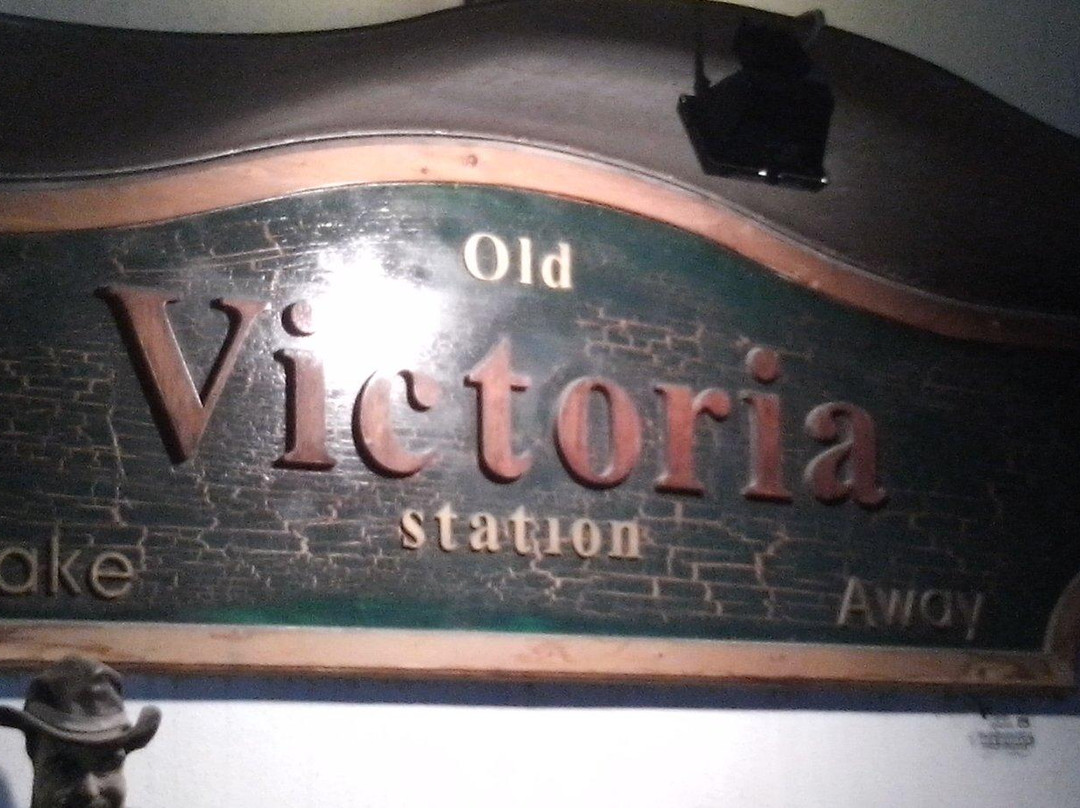 Old
Victoria
station
ake Away